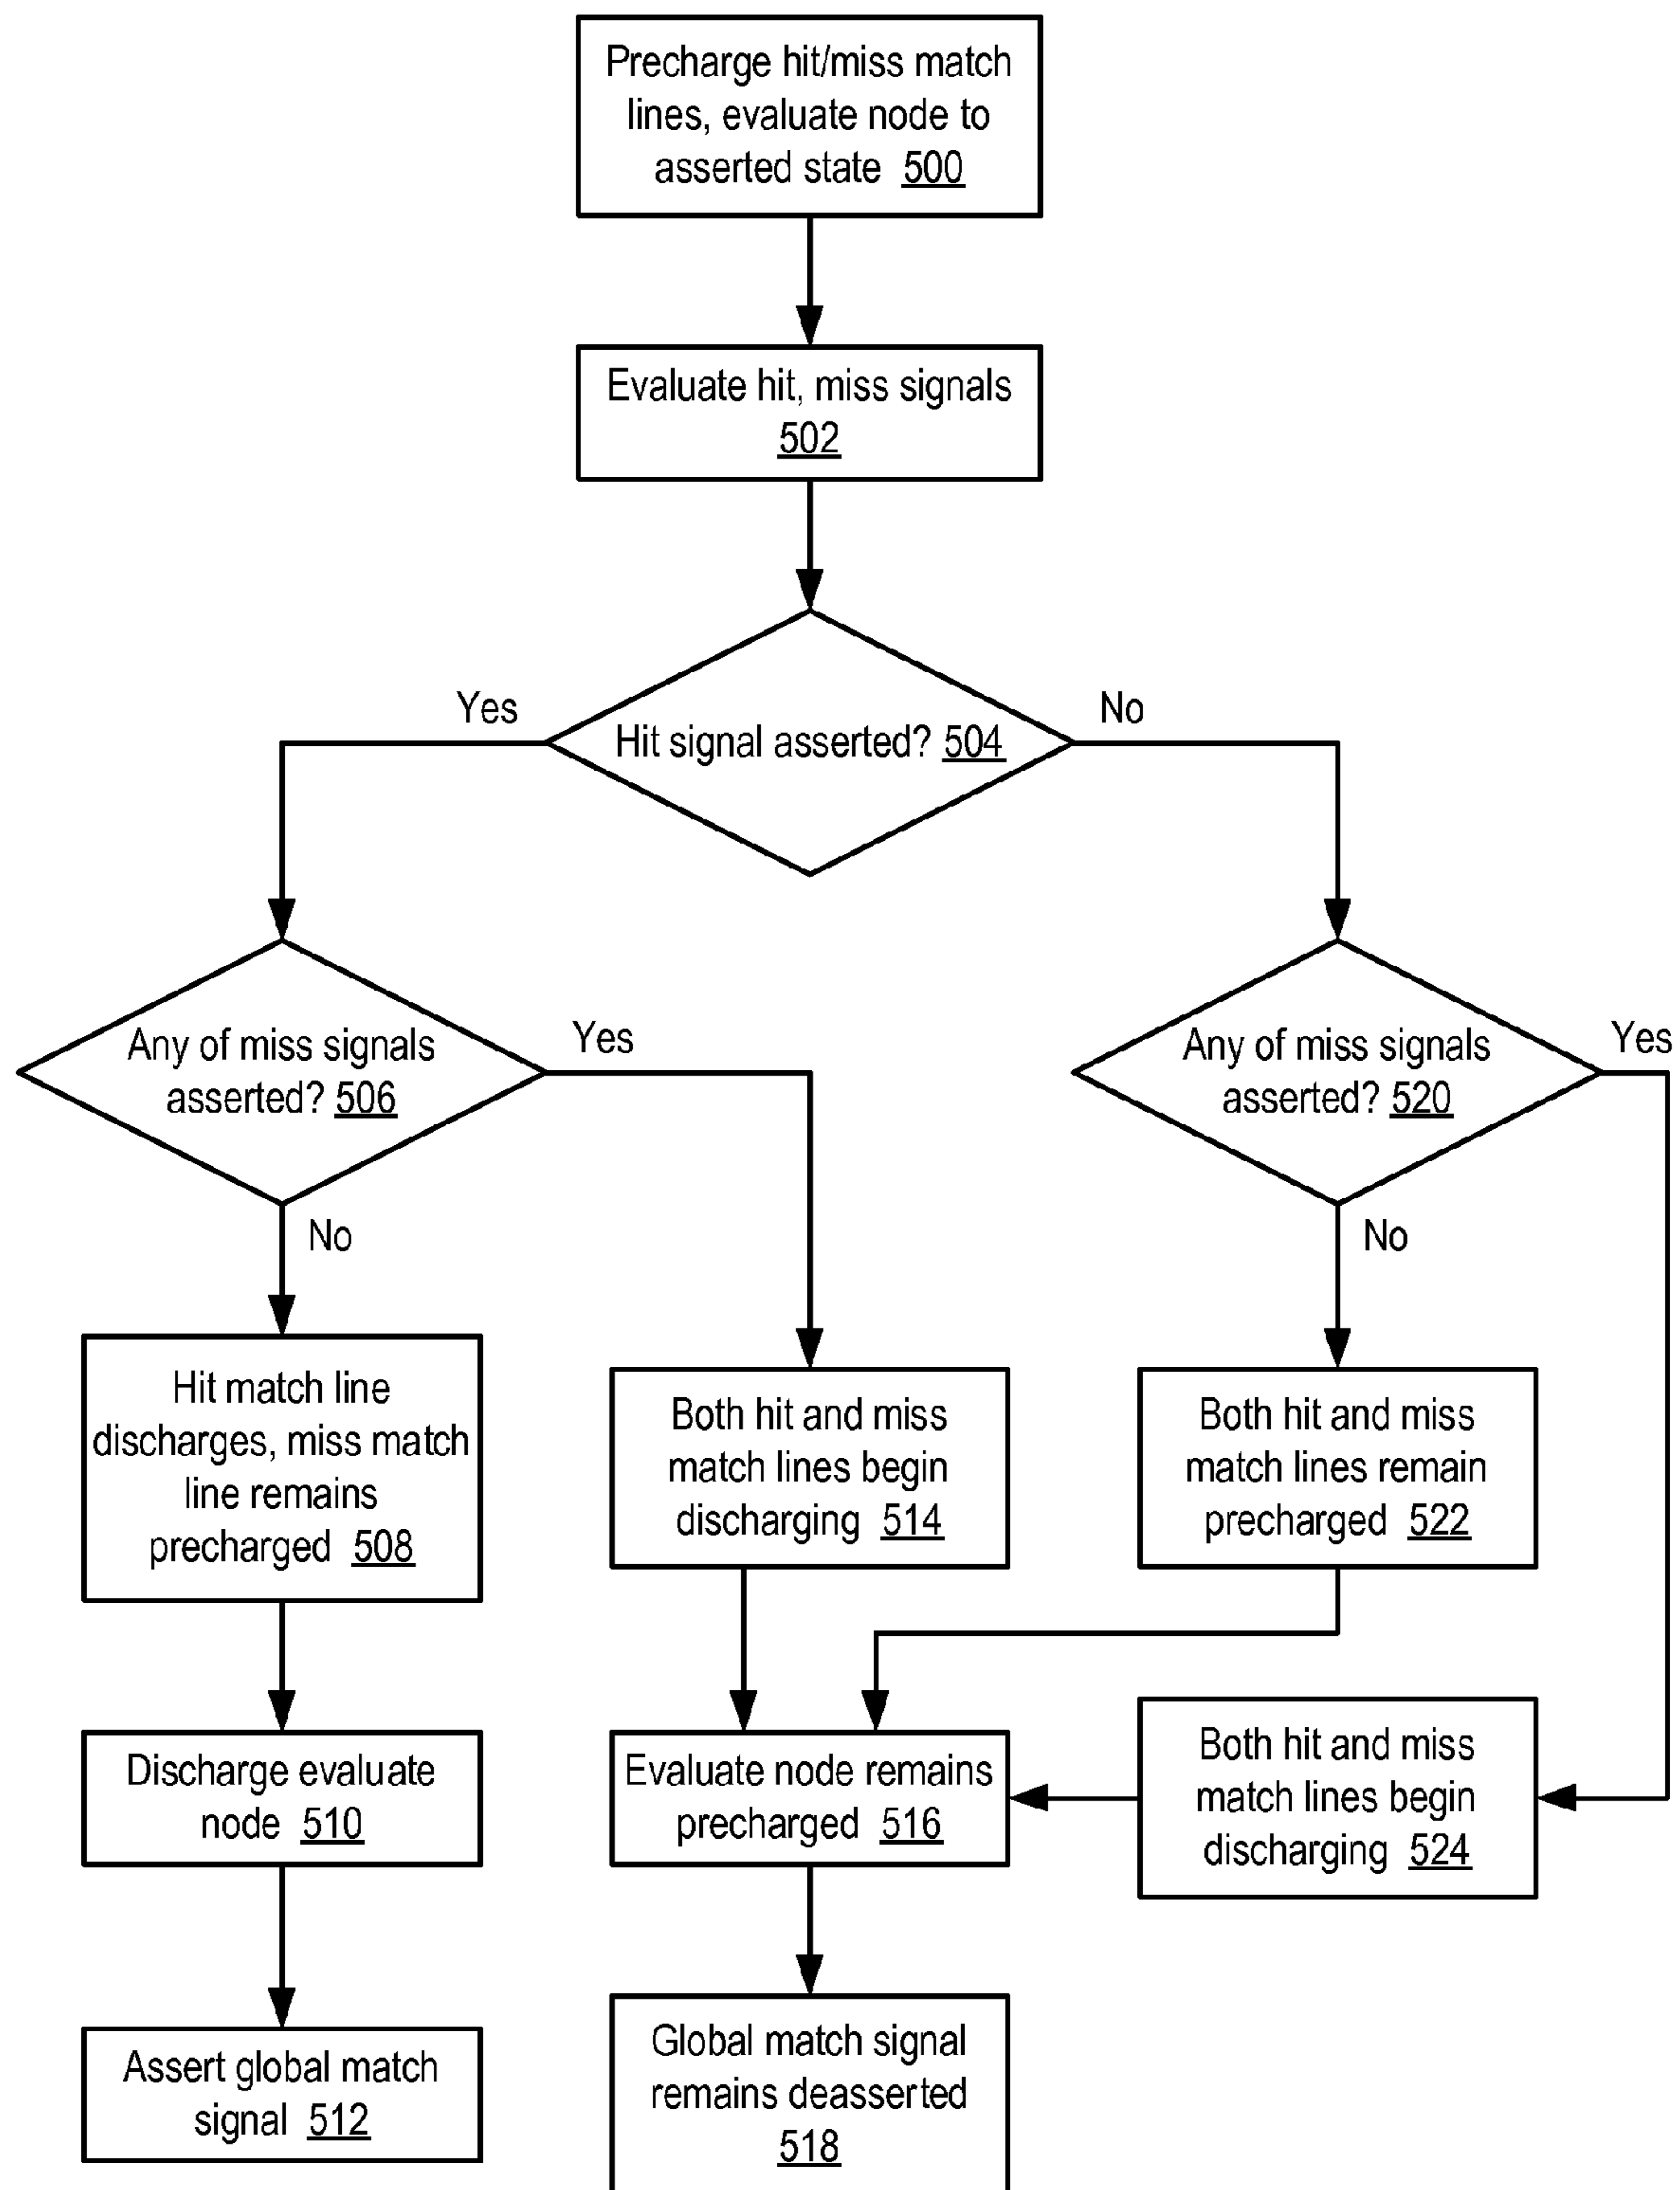 Precharge hit/miss match
lines, evaluate node to
asserted state 500
Evaluate hit, miss signals
502
Yes
No
Hit signal asserted? 504
Any of miss signals
asserted? 506
Yes
No
Any of miss signals
asserted? 520
Yes
No
Hit match line
discharges, miss match
line remains
precharged 508
Both hit and miss
match lines begin
discharging 514
Both hit and miss
match lines remain
precharged 522
Discharge evaluate
node 510
Evaluate node remains
precharged 516
Both hit and miss
match lines begin
discharging 524
Assert global match
signal 512
Global match signal
remains deasserted
518